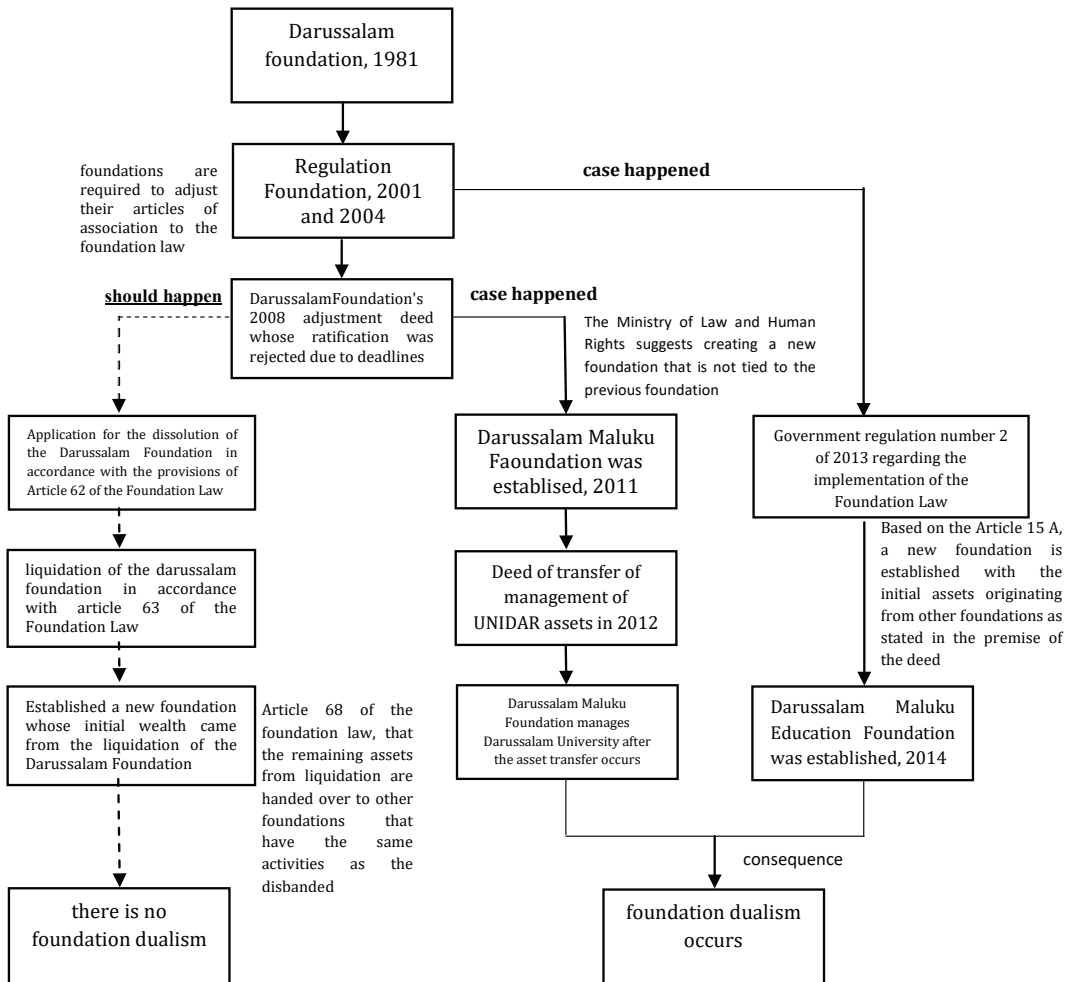 Darussalam
foundation, 1981
foundations are
required to adjust
their articles of
association to the
foundation law
Regulation
Foundation, 2001
and 2004
case happened
should happen
DarussalamFoundation's
2008 adjustment deed
whose ratification was
rejected due to deadlines
case happened
The Ministry of Law and Human
Rights suggests creating a new
foundation that is not tied to the
previous foundation
Application for the dissolution of
the Darussalam Foundation in
accordance with the provisions of
Article 62 of the Foundation Law
Darussalam Maluku
Faoundation was
establised, 2011
Government regulation number 2
of 2013 regarding the
implementation of the
Foundation Law
Based on the Article 15 A,
a new foundation is
established with the
initial assets originating
from other foundations as
stated in the premise of
the deed
liquidation of the darussalam
foundation in accordance
with article 63 of the
Foundation Law
Deed of transfer of
management of
UNIDAR assets in 2012
Established a new foundation
whose initial wealth came
from the liquidation of the
Darussalam Foundation
Article 68 of the
foundation law, that
the remaining assets
from liquidation are
handed over to other
foundations that
have the same
activities as the
disbanded
Darussalam Maluku
Foundation manages
Darussalam University after
the asset transfer occurs
Darussalam Maluku
Education Foundation
was established, 2014
consequence
there is no
foundation dualism
foundation dualism
occurs